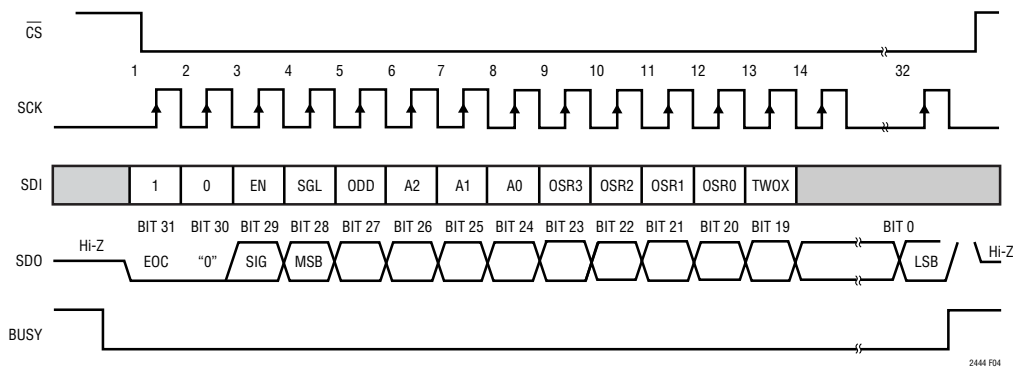 CS
1 2 3 4 5 6 7 8 9 10 11 12 13 14 32
SCK
SDI 1 0 EN SGL ODD A2 A1 A0 OSR3 OSR2 OSR1 OSR0 TWOX
BIT 31 BIT 30 BIT 29 BIT 28 BIT 27 BIT 26 BIT 25 BIT 24 BIT 23 BIT 22 BIT 21 BIT 20 BIT 19 BIT 0
SDO Hi-Z EOC “0” SIG MSB LSB Hi-Z
BUSY
2444 F04